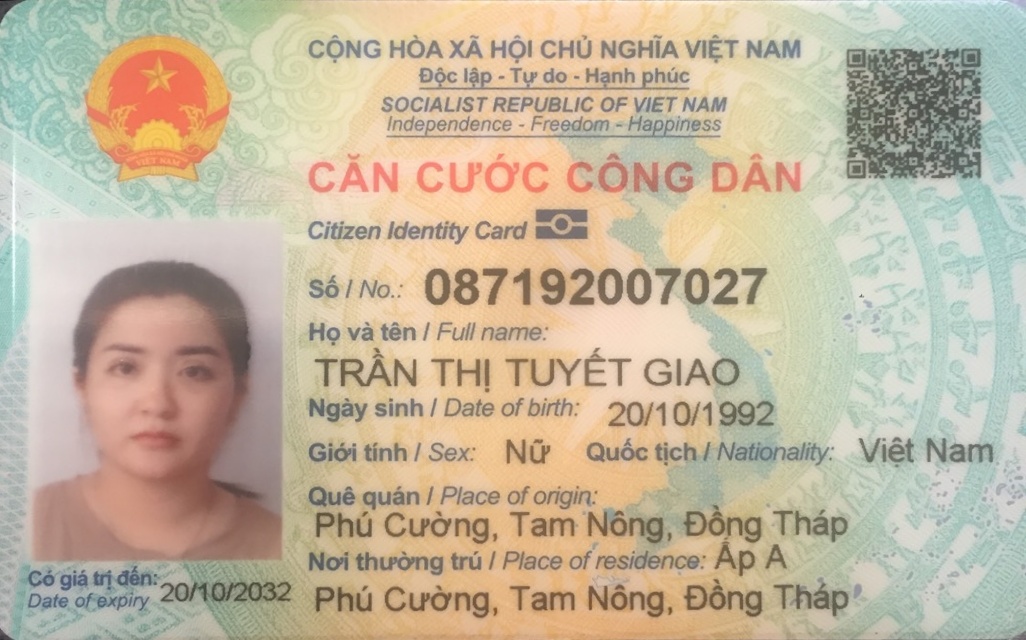 CỘNG HÒA XÃ HỘI CHỦ NGHĨA VIỆT NAM
Độc lập - Tự do - Hạnh phúc
SOCIALIST REPUBLIC OF VIET NAM
Independence - Freedom - Happiness
CĂN CƯỚC CÔNG DÂN
Citizen Identity Card
Số / No.: 087192007027
Họ và tên / Full name:
TRẦN THỊ TUYẾT GIAO
Ngày sinh / Date of birth: 20/10/1992
Giới tính / Sex: Nữ Quốc tịch / Nationality: Việt Nam
Quê quán / Place of origin:
Phú Cường, Tam Nông, Đồng Tháp
Nơi thường trú / Place of residence: Ấp A
Phú Cường, Tam Nông, Đồng Tháp
Có giá trị đến: 20/10/2032
Date of expiry
VIET NAM